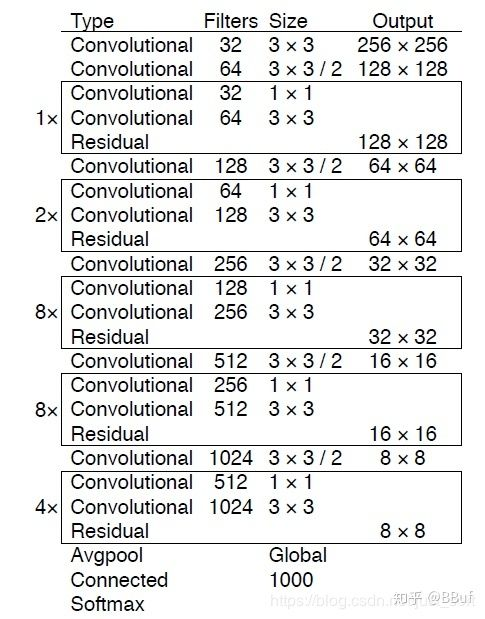 Type Filters Size Output
Convolutional 32 3 × 3 256 × 256
Convolutional 64 3 × 3 / 2 128 × 128
Convolutional 32 1 × 1
1× Convolutional 64 3 × 3
Residual 128 × 128
Convolutional 128 3 × 3 / 2 64 × 64
Convolutional 64 1 × 1
2× Convolutional 128 3 × 3
Residual 64 × 64
Convolutional 256 3 × 3 / 2 32 × 32
Convolutional 128 1 × 1
8× Convolutional 256 3 × 3
Residual 32 × 32
Convolutional 512 3 × 3 / 2 16 × 16
Convolutional 256 1 × 1
8× Convolutional 512 3 × 3
Residual 16 × 16
Convolutional 1024 3 × 3 / 2 8 × 8
Convolutional 512 1 × 1
4× Convolutional 1024 3 × 3
Residual 8 × 8
Avgpool Global
Connected 1000
Softmax
知乎 @BBuf